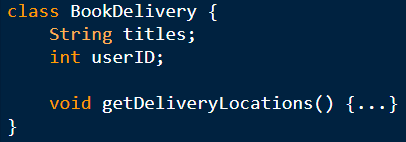 class BookDelivery {
    String titles;
    int userID;

    void getDeliveryLocations() {...}
}